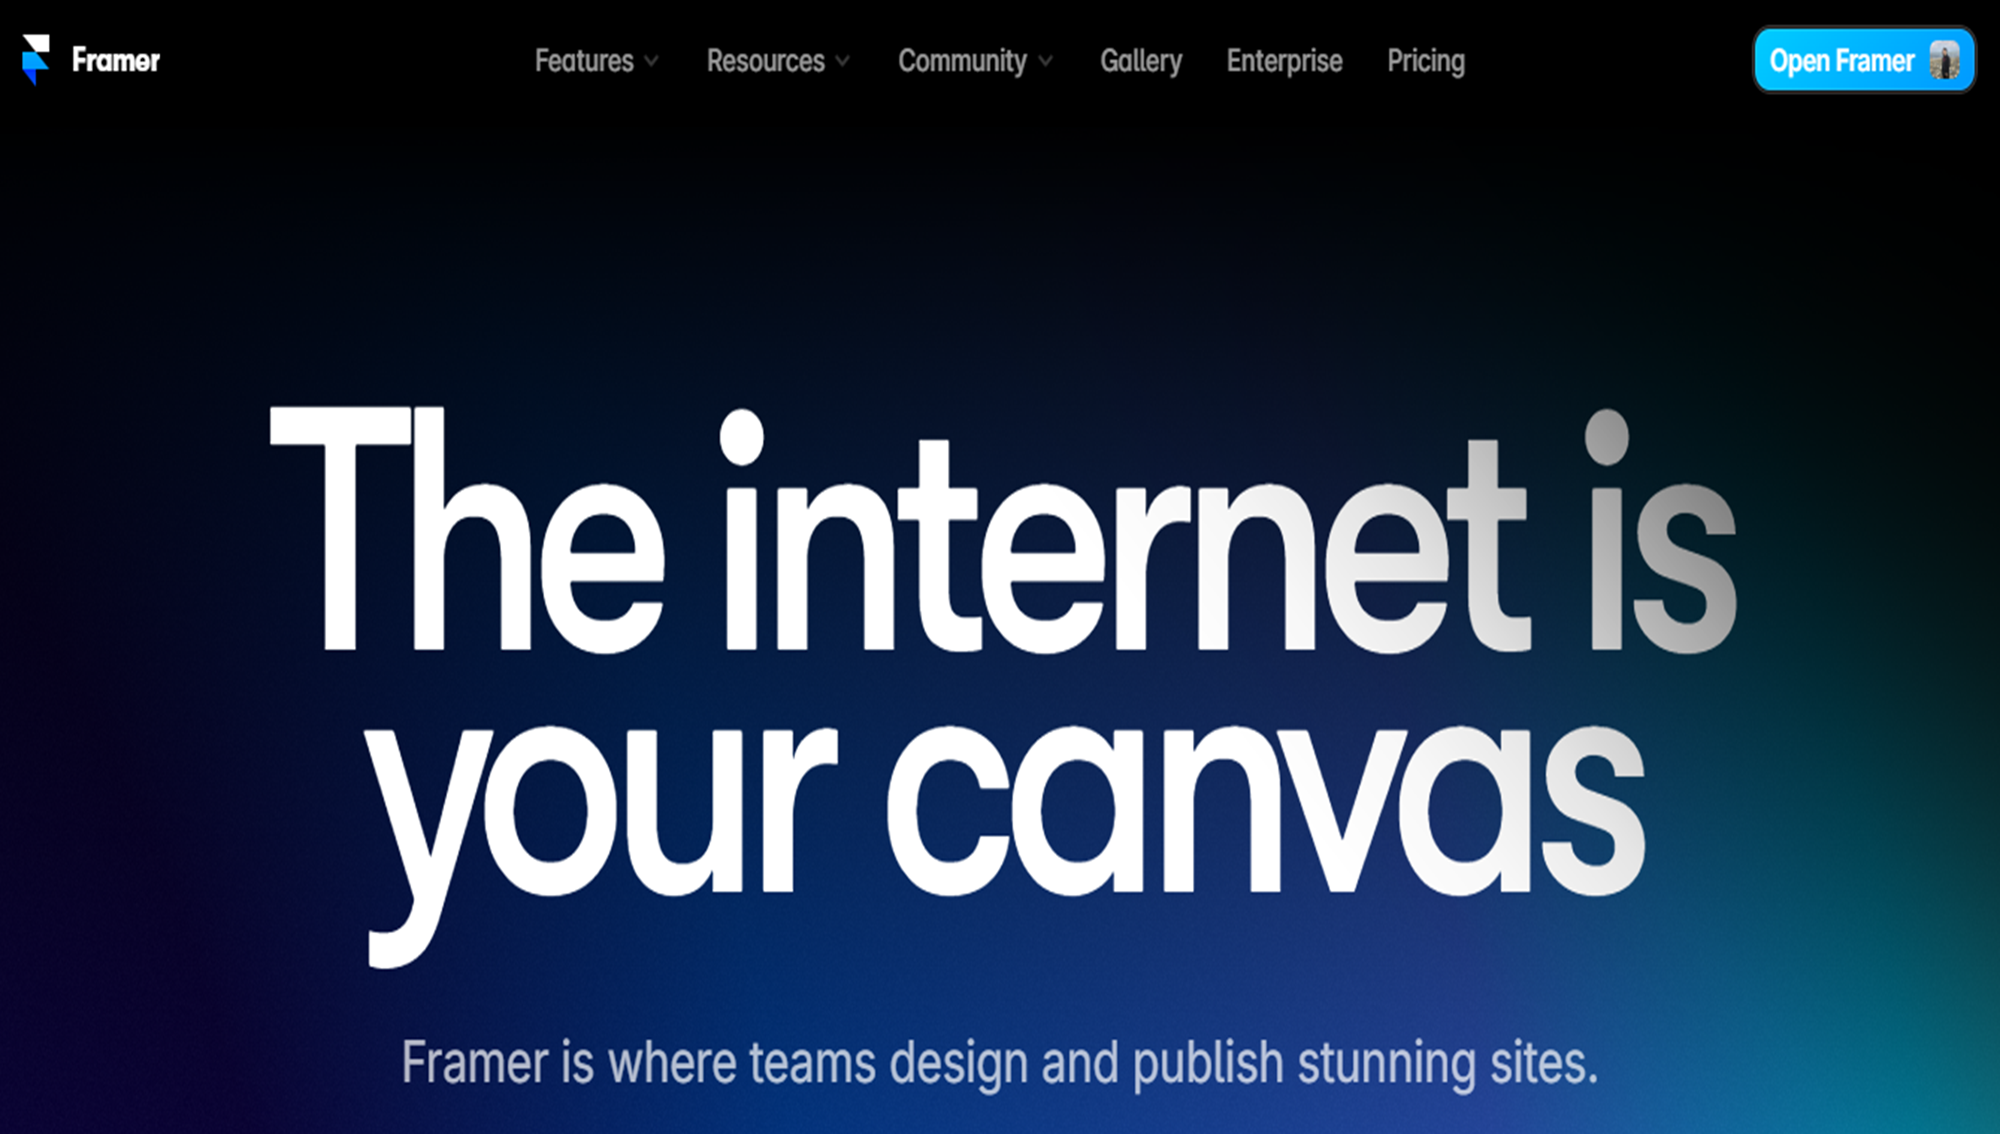 Framer Features Resources Community Gallery Enterprise Pricing Open Framer
The internet is
your canvas
Framer is where teams design and publish stunning sites.